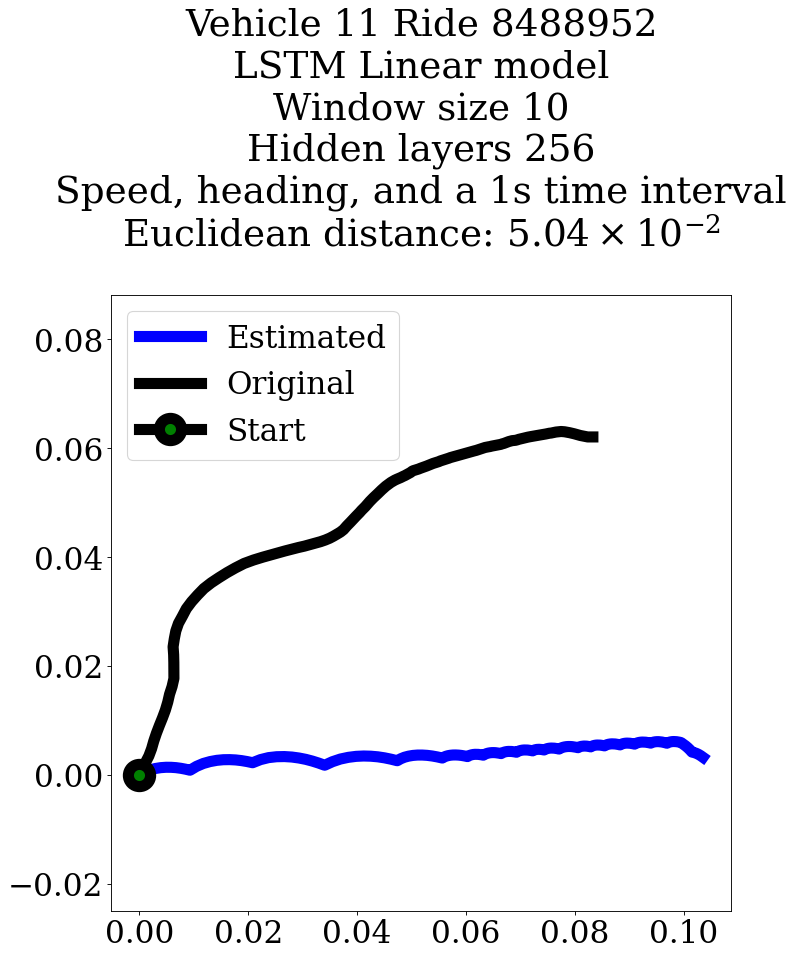 Vehicle 11 Ride 8488952
LSTM Linear model
Window size 10
Hidden layers 256
Speed, heading, and a 1s time interval
Euclidean distance: 5.04 × 10⁻²
Estimated
Original
Start
0.08
0.06
0.04
0.02
0.00
−0.02
0.00 0.02 0.04 0.06 0.08 0.10